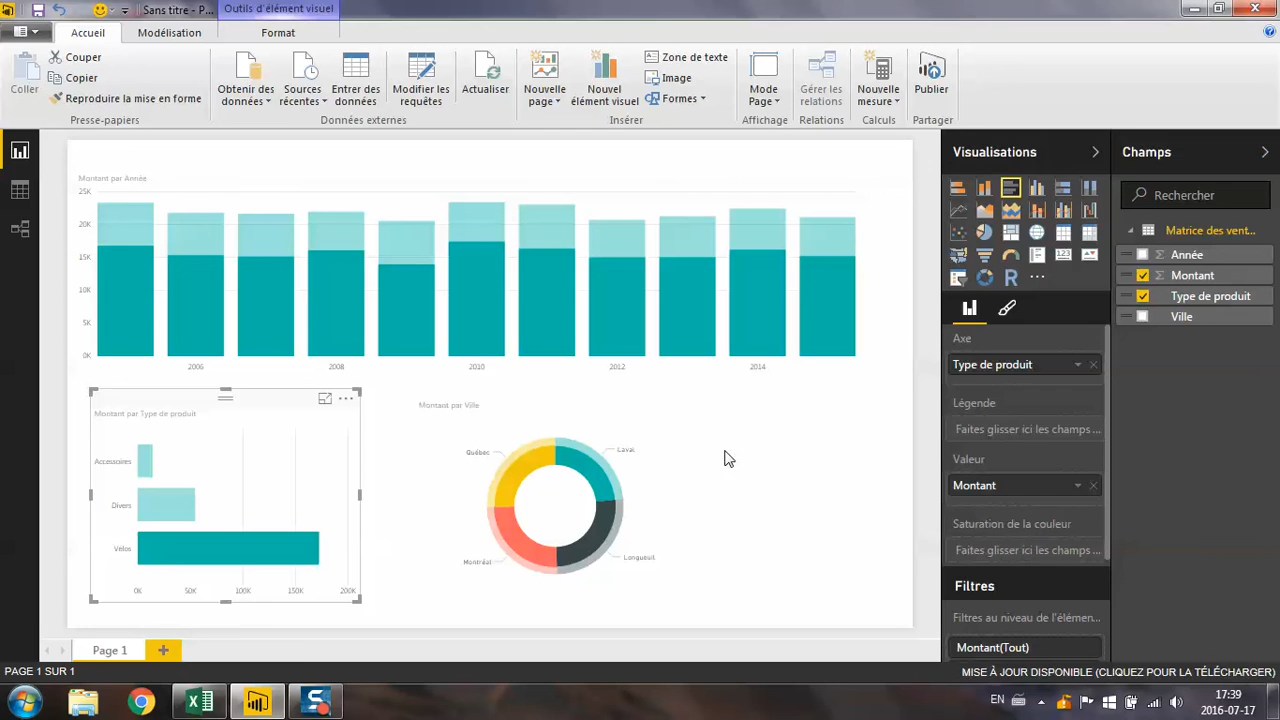 Sans titre - P...
Outils d'élément visuel
Accueil
Modélisation
Format
Coller
Couper
Copier
Reproduire la mise en forme
Presse-papiers
Obtenir des données
Sources récentes
Entrer des données
Données externes
Modifier les requêtes
Actualiser
Nouvelle page
Nouvel élément visuel
Zone de texte
Image
Formes
Insérer
Mode Page
Affichage
Gérer les relations
Relations
Nouvelle mesure
Calculs
Publier
Partager
Montant par Année
25K
20K
15K
10K
5K
0K
2006 2008 2010 2012 2014
Montant par Type de produit
Accessoires
Divers
Vélos
0K 50K 100K 150K 200K
Montant par Ville
Québec
Laval
Montréal
Longueuil
Visualisations
R
Axe
Type de produit
Légende
Faites glisser ici les champs ...
Valeur
Montant
Saturation de la couleur
Faites glisser ici les champs ...
Filtres
Filtres au niveau de l'élémen...
Montant(Tout)
Champs
Rechercher
Matrice des vent...
Année
Montant
Type de produit
Ville
Page 1
PAGE 1 SUR 1
MISE À JOUR DISPONIBLE (CLIQUEZ POUR LA TÉLÉCHARGER)
EN
17:39
2016-07-17